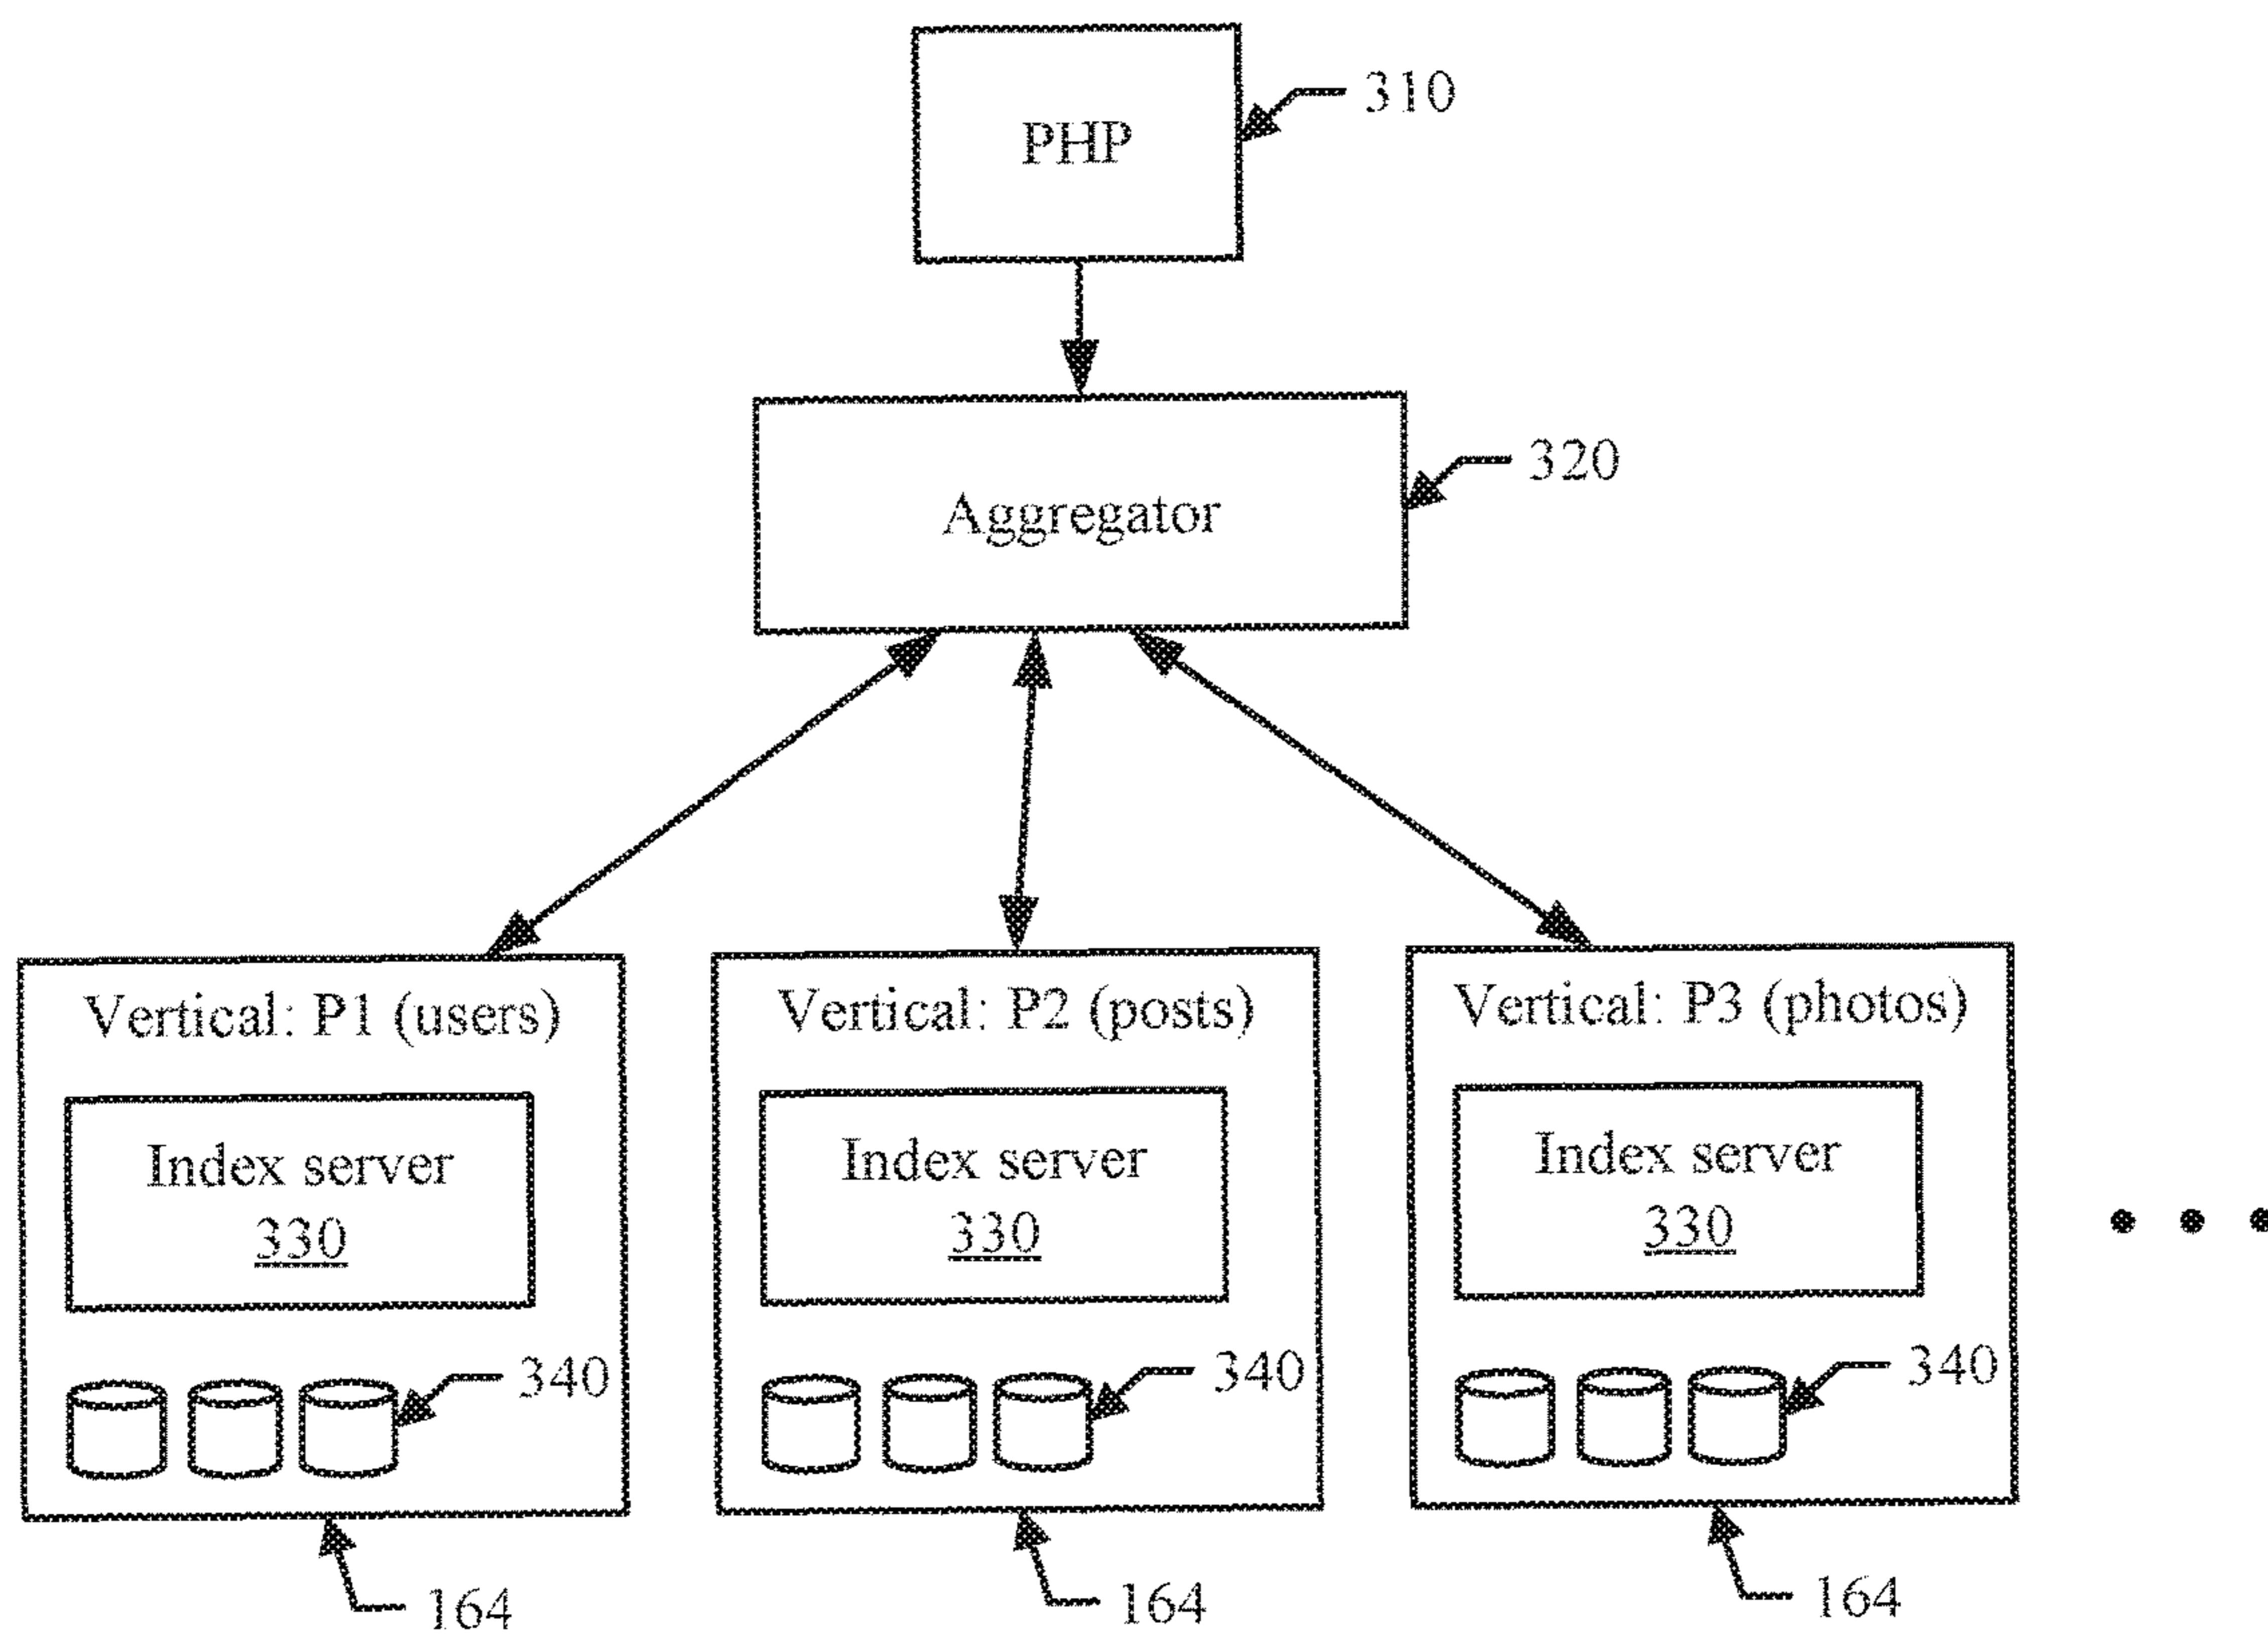 PHP
310
Aggregator
320
Vertical: P1 (users)
Index server
330
340
164
Vertical: P2 (posts)
Index server
330
340
164
Vertical: P3 (photos)
Index server
330
340
164